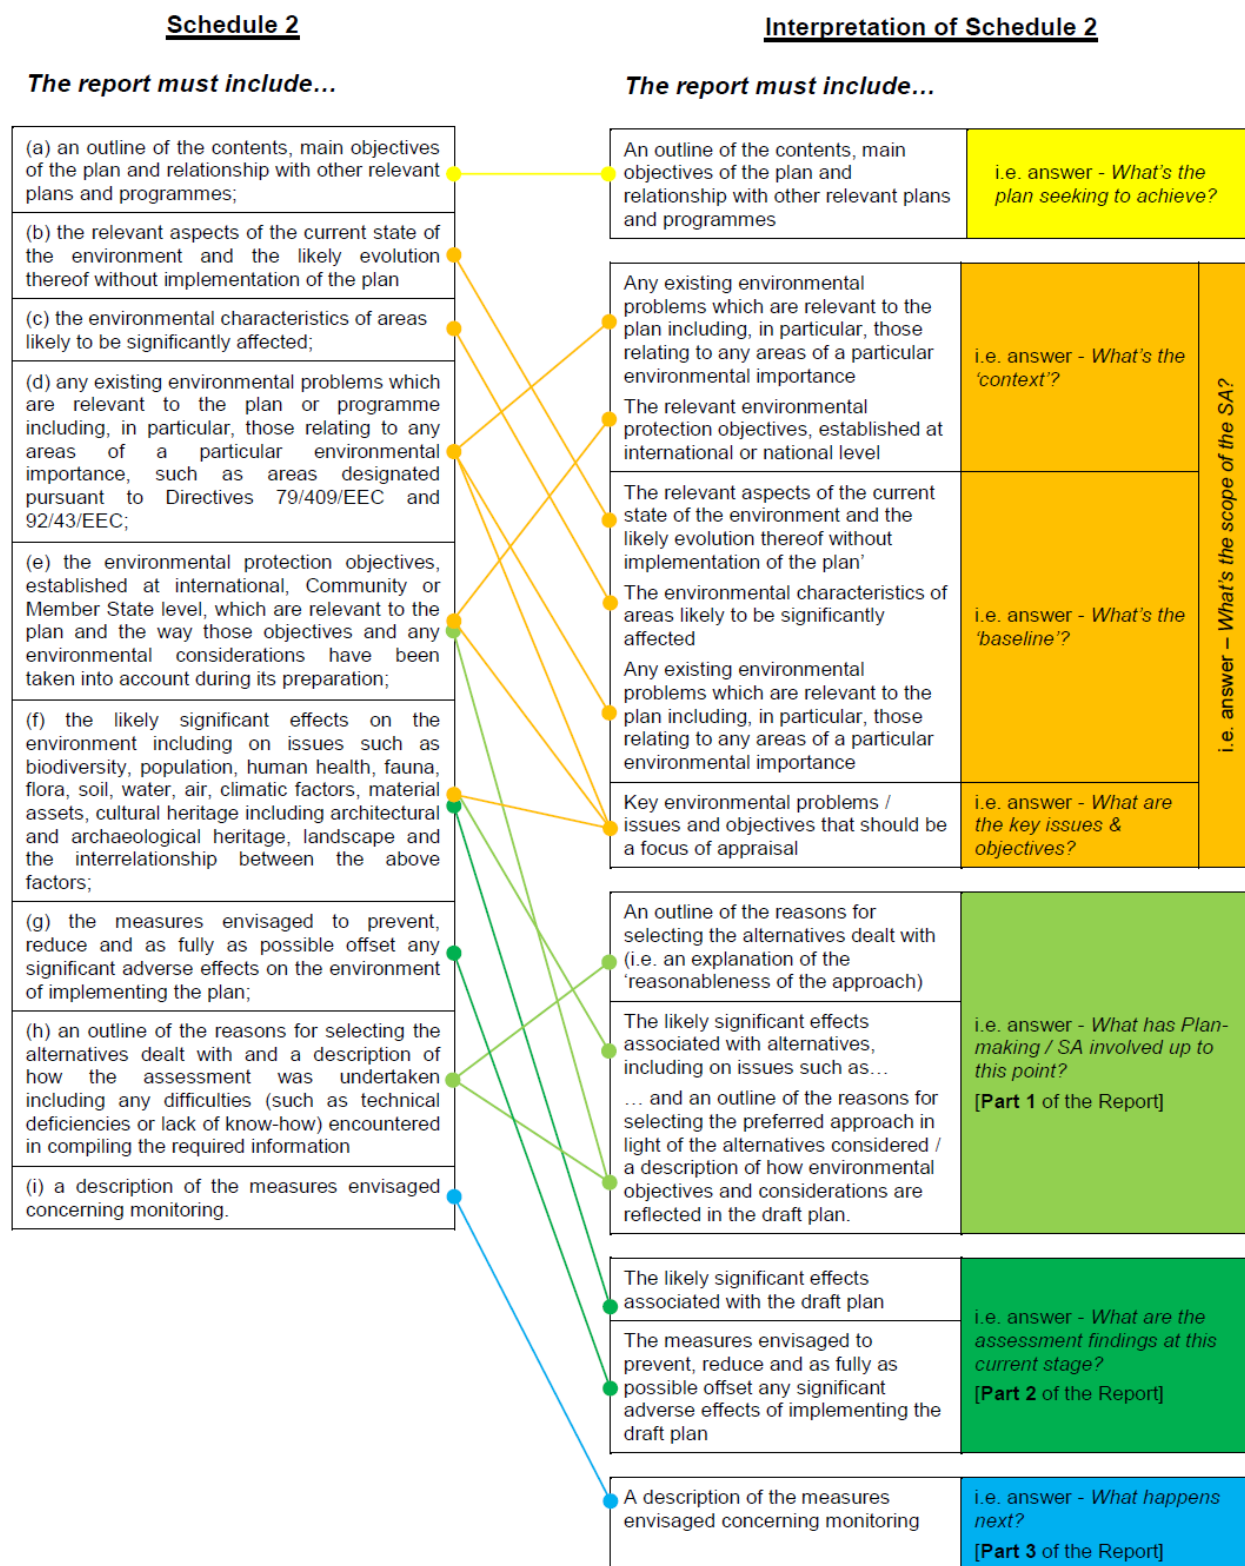 Schedule 2
The report must include…
(a) an outline of the contents, main objectives
of the plan and relationship with other relevant
plans and programmes;
(b) the relevant aspects of the current state of
the environment and the likely evolution
thereof without implementation of the plan
(c) the environmental characteristics of areas
likely to be significantly affected;
(d) any existing environmental problems which
are relevant to the plan or programme
including, in particular, those relating to any
areas of a particular environmental
importance, such as areas designated
pursuant to Directives 79/409/EEC and
92/43/EEC;
(e) the environmental protection objectives,
established at international, Community or
Member State level, which are relevant to the
plan and the way those objectives and any
environmental considerations have been
taken into account during its preparation;
(f) the likely significant effects on the
environment including on issues such as
biodiversity, population, human health, fauna,
flora, soil, water, air, climatic factors, material
assets, cultural heritage including architectural
and archaeological heritage, landscape and
the interrelationship between the above
factors;
(g) the measures envisaged to prevent,
reduce and as fully as possible offset any
significant adverse effects on the environment
of implementing the plan;
(h) an outline of the reasons for selecting the
alternatives dealt with and a description of
how the assessment was undertaken
including any difficulties (such as technical
deficiencies or lack of know-how) encountered
in compiling the required information
(i) a description of the measures envisaged
concerning monitoring.
Interpretation of Schedule 2
The report must include…
An outline of the contents, main
objectives of the plan and
relationship with other relevant plans
and programmes
i.e. answer - What's the
plan seeking to achieve?
Any existing environmental
problems which are relevant to the
plan including, in particular, those
relating to any areas of a particular
environmental importance
The relevant environmental
protection objectives, established at
international or national level
i.e. answer - What's the
‘context’?
The relevant aspects of the current
state of the environment and the
likely evolution thereof without
implementation of the plan’
The environmental characteristics of
areas likely to be significantly
affected
Any existing environmental
problems which are relevant to the
plan including, in particular, those
relating to any areas of a particular
environmental importance
i.e. answer - What's the
‘baseline’?
Key environmental problems /
issues and objectives that should be
a focus of appraisal
i.e. answer - What are
the key issues &
objectives?
i.e. answer – What's the scope of the SA?
An outline of the reasons for
selecting the alternatives dealt with
(i.e. an explanation of the
‘reasonableness of the approach)
The likely significant effects
associated with alternatives,
including on issues such as…
… and an outline of the reasons for
selecting the preferred approach in
light of the alternatives considered /
a description of how environmental
objectives and considerations are
reflected in the draft plan.
i.e. answer - What has Plan-
making / SA involved up to
this point?
[Part 1 of the Report]
The likely significant effects
associated with the draft plan
The measures envisaged to
prevent, reduce and as fully as
possible offset any significant
adverse effects of implementing the
draft plan
i.e. answer - What are the
assessment findings at this
current stage?
[Part 2 of the Report]
A description of the measures
envisaged concerning monitoring
i.e. answer - What happens
next?
[Part 3 of the Report]